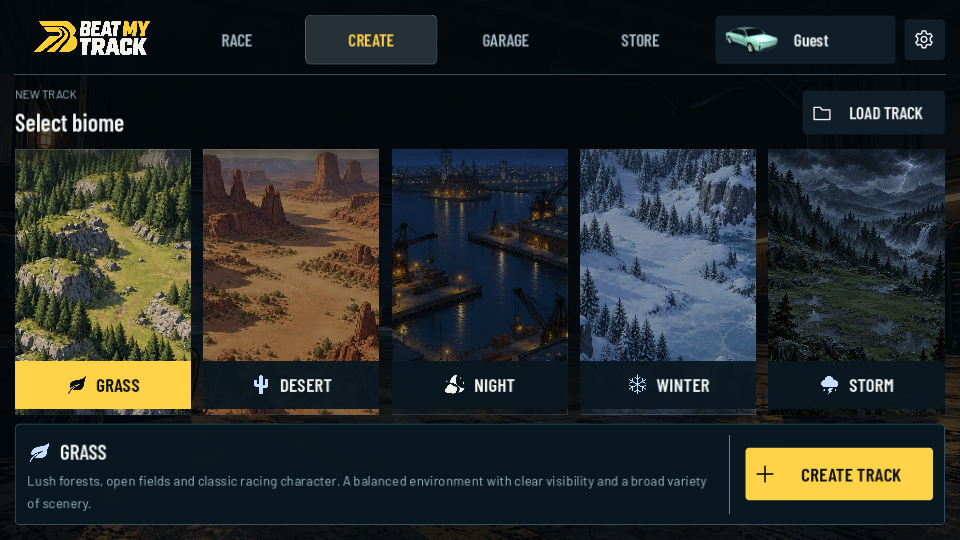 BEAT MY
TRACK
RACE
CREATE
GARAGE
STORE
Guest
NEW TRACK
Select biome
LOAD TRACK
GRASS
DESERT
NIGHT
WINTER
STORM
GRASS
Lush forests, open fields and classic racing character. A balanced environment with clear visibility and a broad variety
of scenery.
CREATE TRACK